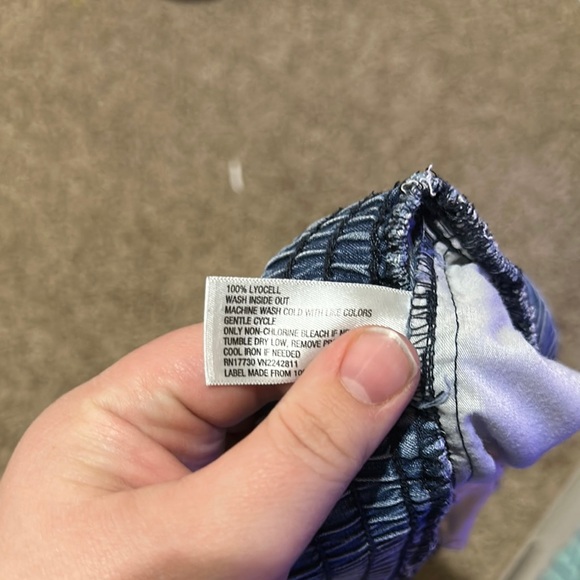 100% LYOCELL
WASH INSIDE OUT
MACHINE WASH COLD WITH LIKE COLORS
GENTLE CYCLE
ONLY NON-CHLORINE BLEACH IF
TUMBLE DRY LOW, REMOVE
COOL IRON IF NEEDED
RN17730 VN2242811
LABEL MADE FROM